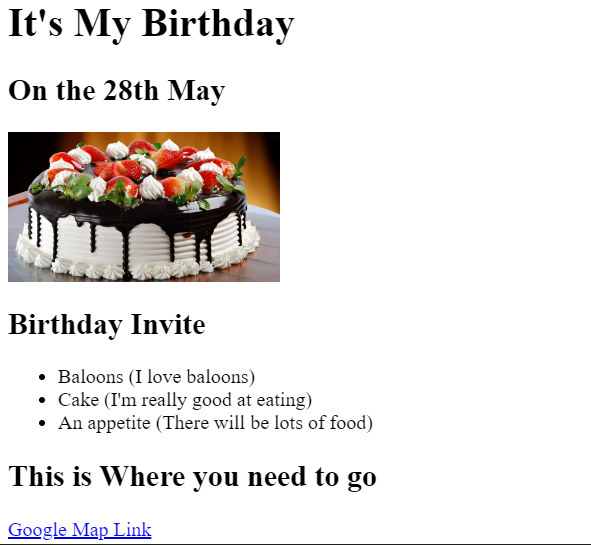 It's My Birthday
On the 28th May
Birthday Invite
Baloons (I love baloons)
Cake (I'm really good at eating)
An appetite (There will be lots of food)
This is Where you need to go
Google Map Link